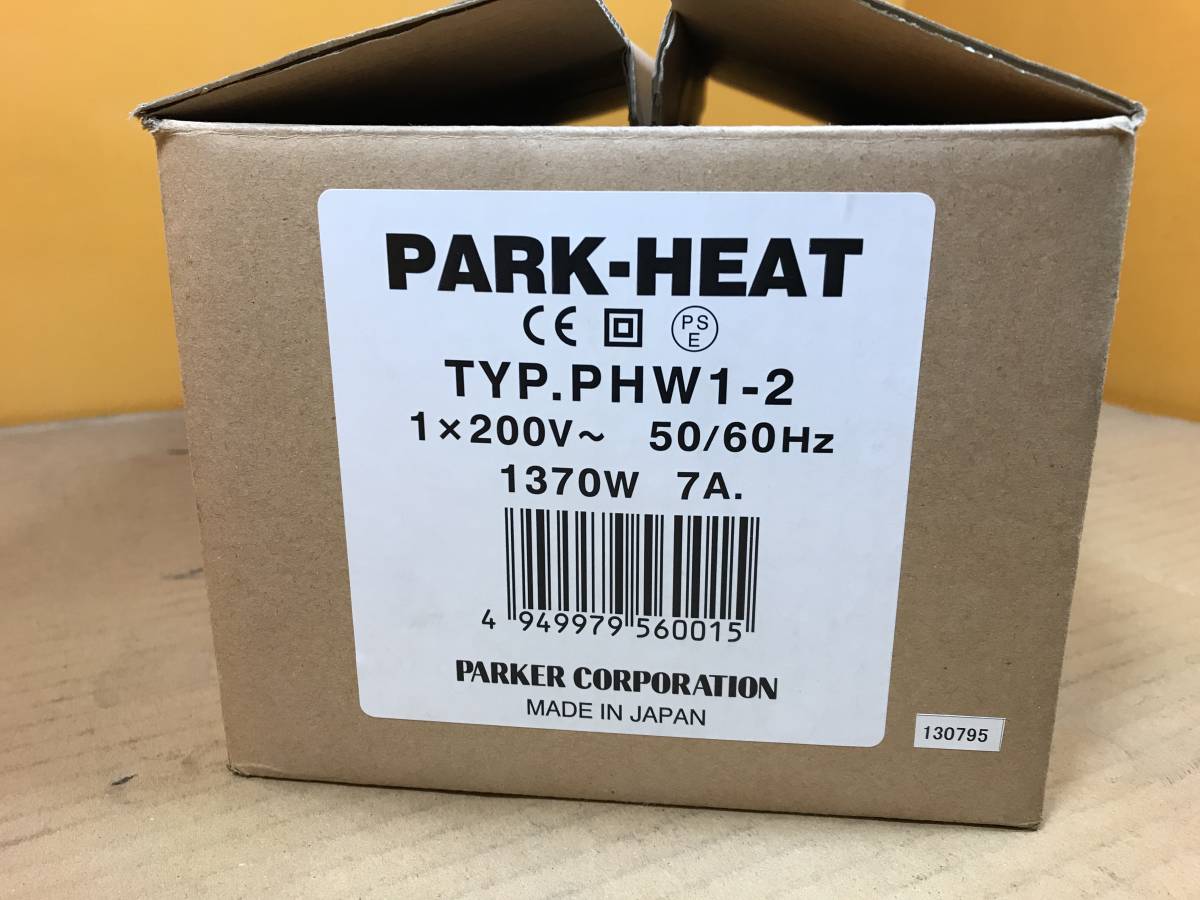 PARK-HEAT
CE PSE
TYP.PHW1-2
1×200V~ 50/60Hz
1370W 7A.
4 949979 560015
PARKER CORPORATION
MADE IN JAPAN
130795